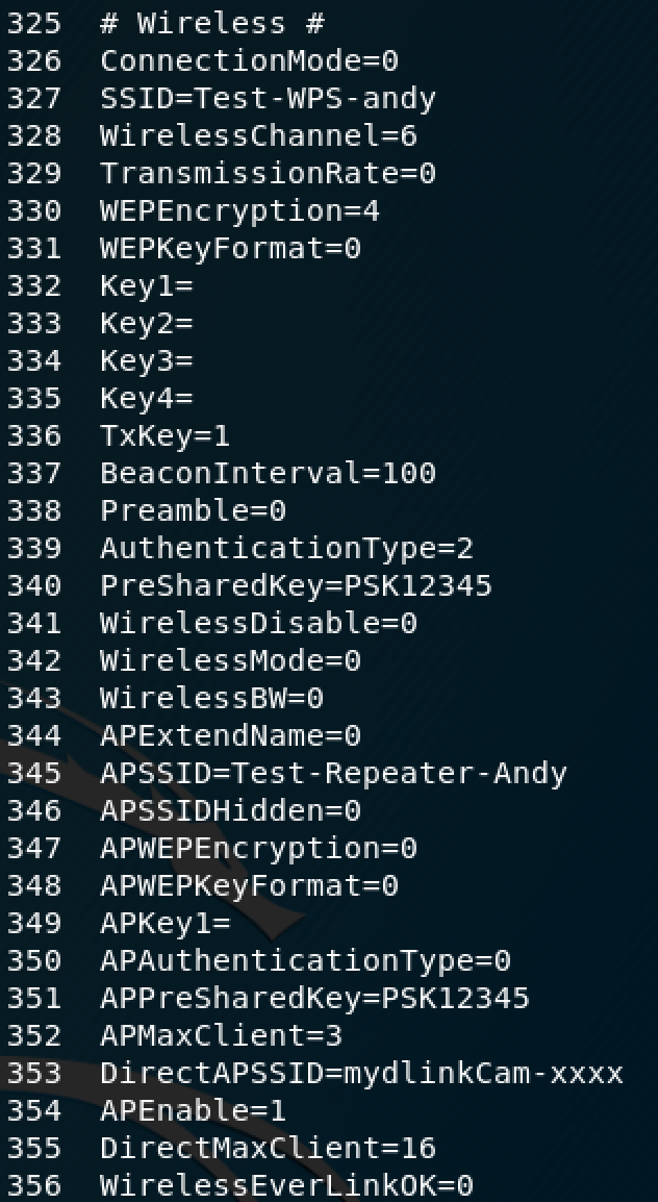 325 # Wireless #
326 ConnectionMode=0
327 SSID=Test-WPS-andy
328 WirelessChannel=6
329 TransmissionRate=0
330 WEPEncryption=4
331 WEPKeyFormat=0
332 Key1=
333 Key2=
334 Key3=
335 Key4=
336 TxKey=1
337 BeaconInterval=100
338 Preamble=0
339 AuthenticationType=2
340 PreSharedKey=PSK12345
341 WirelessDisable=0
342 WirelessMode=0
343 WirelessBW=0
344 APExtendName=0
345 APSSID=Test-Repeater-Andy
346 APSSIDHidden=0
347 APWEPEncryption=0
348 APWEPKeyFormat=0
349 APKey1=
350 APAuthenticationType=0
351 APPreSharedKey=PSK12345
352 APMaxClient=3
353 DirectAPSSID=mydlinkCam-xxxx
354 APEnable=1
355 DirectMaxClient=16
356 WirelessEverLinkOK=0